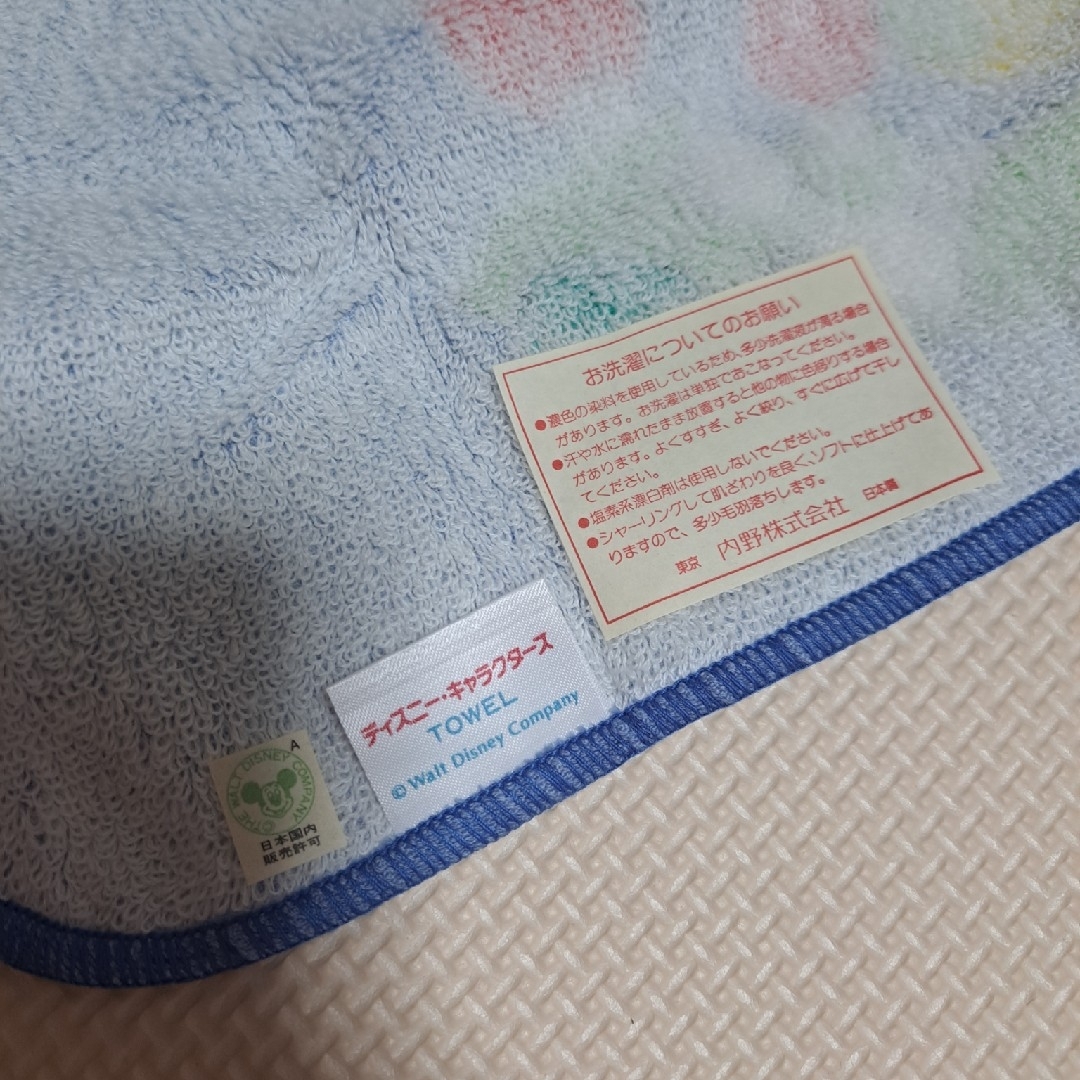 お洗濯についてのお願い
●濃色の染料を使用しているため、多少洗濯液が濁る場合
があります。お洗濯は単独でおこなってください。
●汗や水に濡れたまま放置すると他の物に色移りする場合
があります。よくすすぎ、よく絞り、すぐに広げて干し
てください。
●塩素系漂白剤は使用しないでください。
●シャーリングして肌ざわりを良く、ソフトに仕上げてあ
りますので、多少毛羽落ちします。
東京 内野株式会社 日本製
ディズニー・キャラクターズ
TOWEL
© Walt Disney Company
A
©THE WALT DISNEY COMPANY
日本国内
販売許可